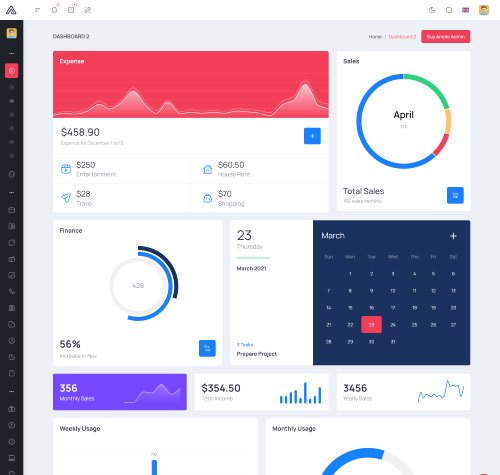 DASHBOARD 2
Home / Dashboard 2
Buy Ample Admin
Expense
$458.90
Expense for December 1 to 10
$250
Entertainment
$60.50
House Rent
$28
Travel
$70
Shopping
Sales
April
Total Sales
160 sales monthly
Finance
428
56%
Increase in Nov
23
Thursday
March 2021
3 Tasks
Prepare Project
March
Sun Mon Tue Wed Thu Fri Sat
1 2 3 4 5 6
7 8 9 10 11 12 13
14 15 16 17 18 19 20
21 22 23 24 25 26 27
28 29 30 31
356
Monthly Sales
$354.50
Total Income
3456
Yearly Sales
Weekly Usage
Monthly Usage